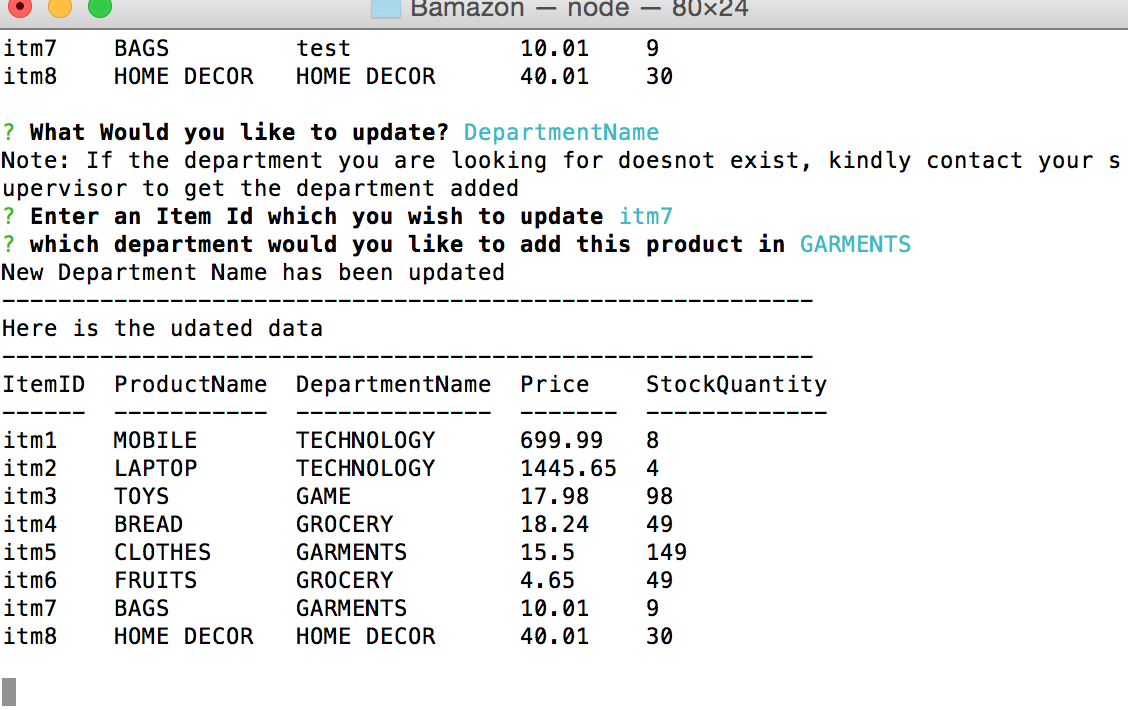 Bamazon — node — 80×24
itm7    BAGS         test            10.01    9
itm8    HOME DECOR   HOME DECOR      40.01    30
? What Would you like to update? DepartmentName
Note: If the department you are looking for doesnot exist, kindly contact your s
upervisor to get the department added
? Enter an Item Id which you wish to update itm7
? which department would you like to add this product in GARMENTS
New Department Name has been updated
----------------------------------------------------------
Here is the udated data
----------------------------------------------------------
ItemID  ProductName  DepartmentName  Price    StockQuantity
------  -----------  --------------  -------  -------------
itm1    MOBILE       TECHNOLOGY      699.99   8
itm2    LAPTOP       TECHNOLOGY      1445.65  4
itm3    TOYS         GAME            17.98    98
itm4    BREAD        GROCERY         18.24    49
itm5    CLOTHES      GARMENTS        15.5     149
itm6    FRUITS       GROCERY         4.65     49
itm7    BAGS         GARMENTS        10.01    9
itm8    HOME DECOR   HOME DECOR      40.01    30